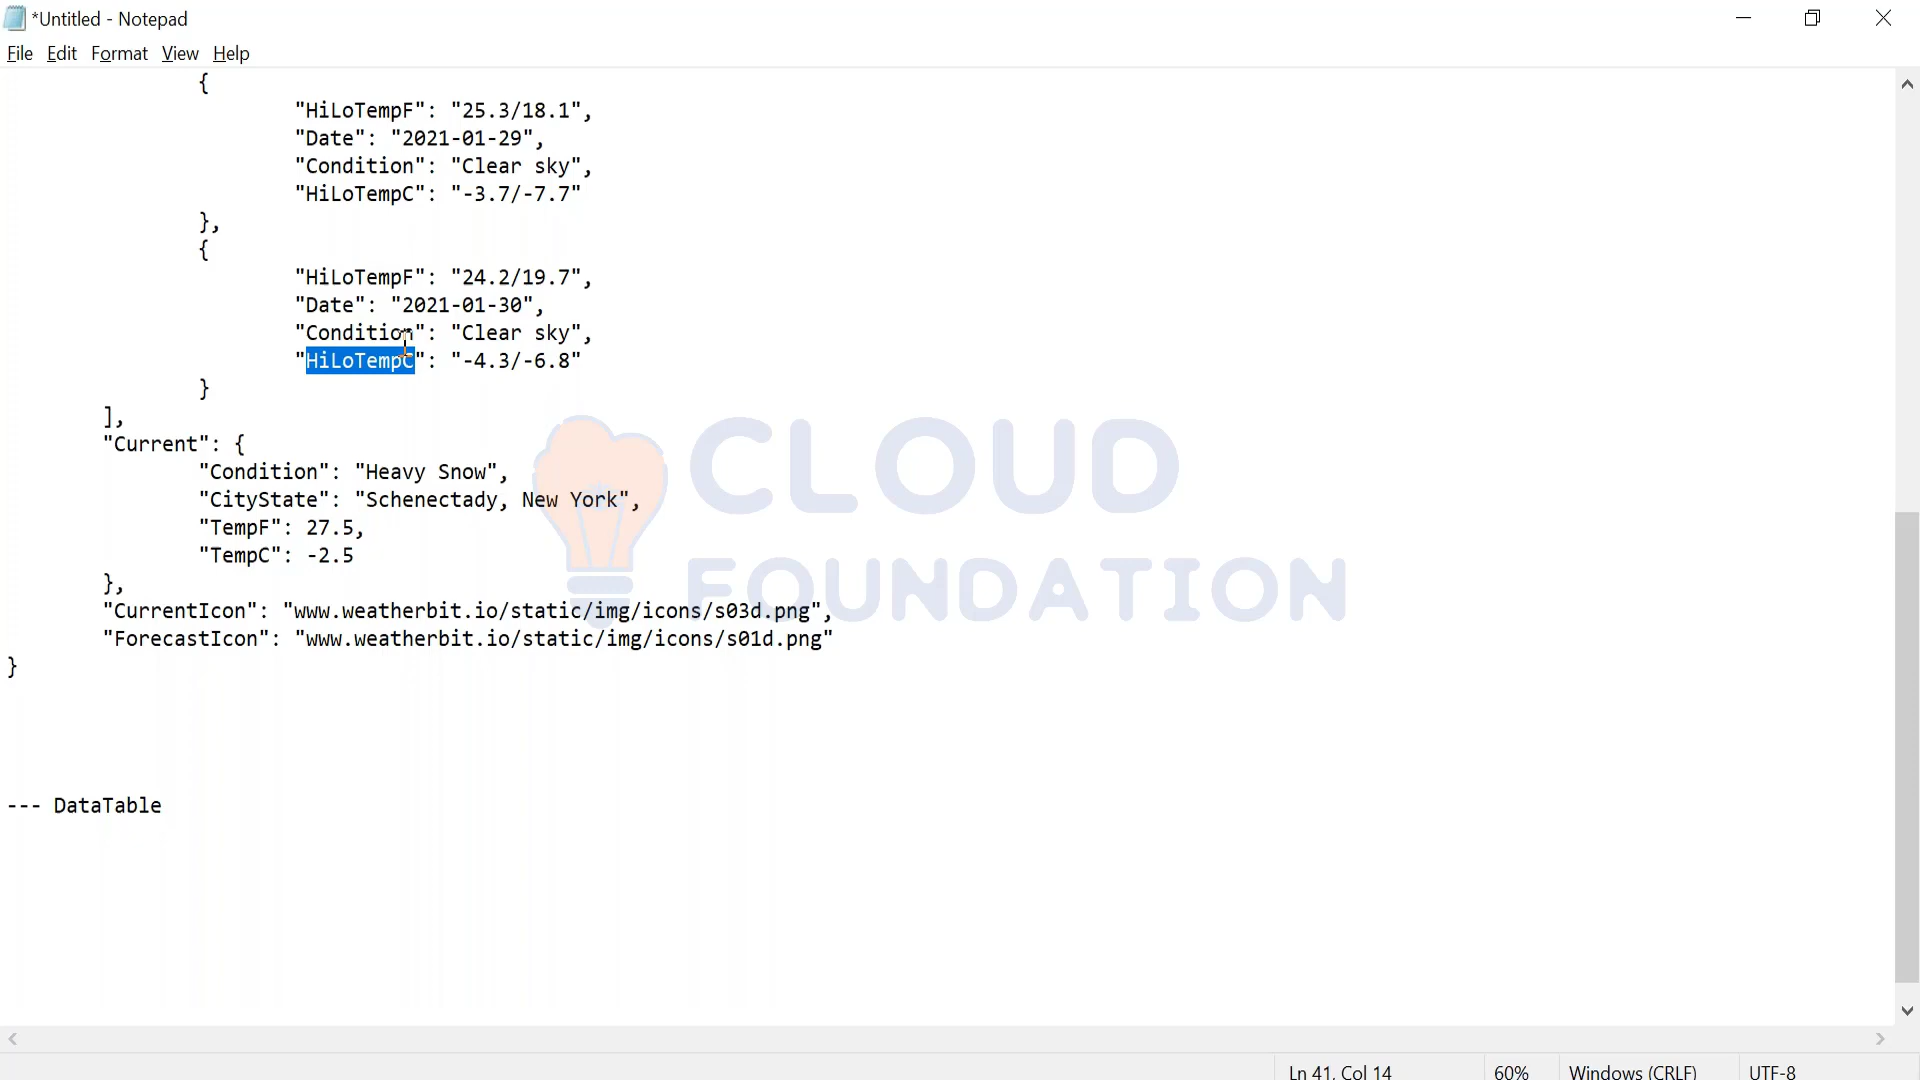 *Untitled - Notepad
File Edit Format View Help
{
"HiLoTempF": "25.3/18.1",
"Date": "2021-01-29",
"Condition": "Clear sky",
"HiLoTempC": "-3.7/-7.7"
},
{
"HiLoTempF": "24.2/19.7",
"Date": "2021-01-30",
"Condition": "Clear sky",
"HiLoTempC": "-4.3/-6.8"
}
],
"Current": {
"Condition": "Heavy Snow",
"CityState": "Schenectady, New York",
"TempF": 27.5,
"TempC": -2.5
},
"CurrentIcon": "www.weatherbit.io/static/img/icons/s03d.png",
"ForecastIcon": "www.weatherbit.io/static/img/icons/s01d.png"
}
CLOUD
FOUNDATION
--- DataTable
Ln 41, Col 14 60% Windows (CRLF) UTF-8